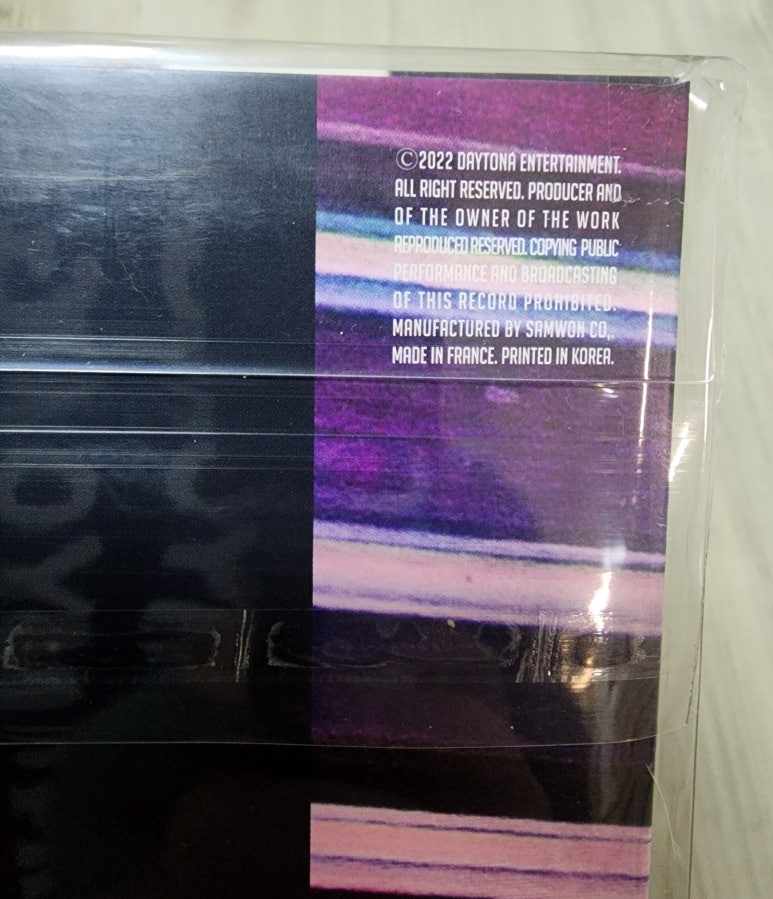 ©2022 DAYTONA ENTERTAINMENT.
ALL RIGHT RESERVED. PRODUCER AND
OF THE OWNER OF THE WORK
REPRODUCED RESERVED. COPYING PUBLIC
PERFORMANCE AND BROADCASTING
OF THIS RECORD PROHIBITED.
MANUFACTURED BY SAMWON CO,.
MADE IN FRANCE. PRINTED IN KOREA.